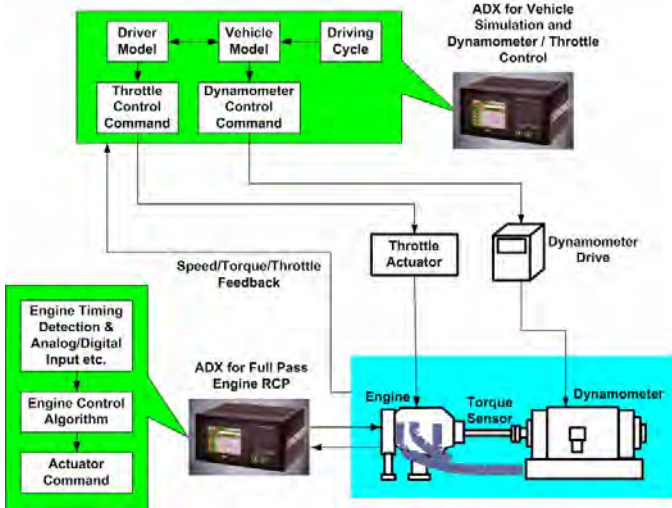 ADX for Vehicle
Simulation and
Dynamometer / Throttle
Control
Driver
Model
Vehicle
Model
Driving
Cycle
Throttle
Control
Command
Dynamometer
Control
Command
Throttle
Actuator
Dynamometer
Drive
Speed/Torque/Throttle
Feedback
Engine Timing
Detection &
Analog/Digital
Input etc.
Engine Control
Algorithm
Actuator
Command
ADX for Full Pass
Engine RCP
Engine
Torque
Sensor
Dynamometer